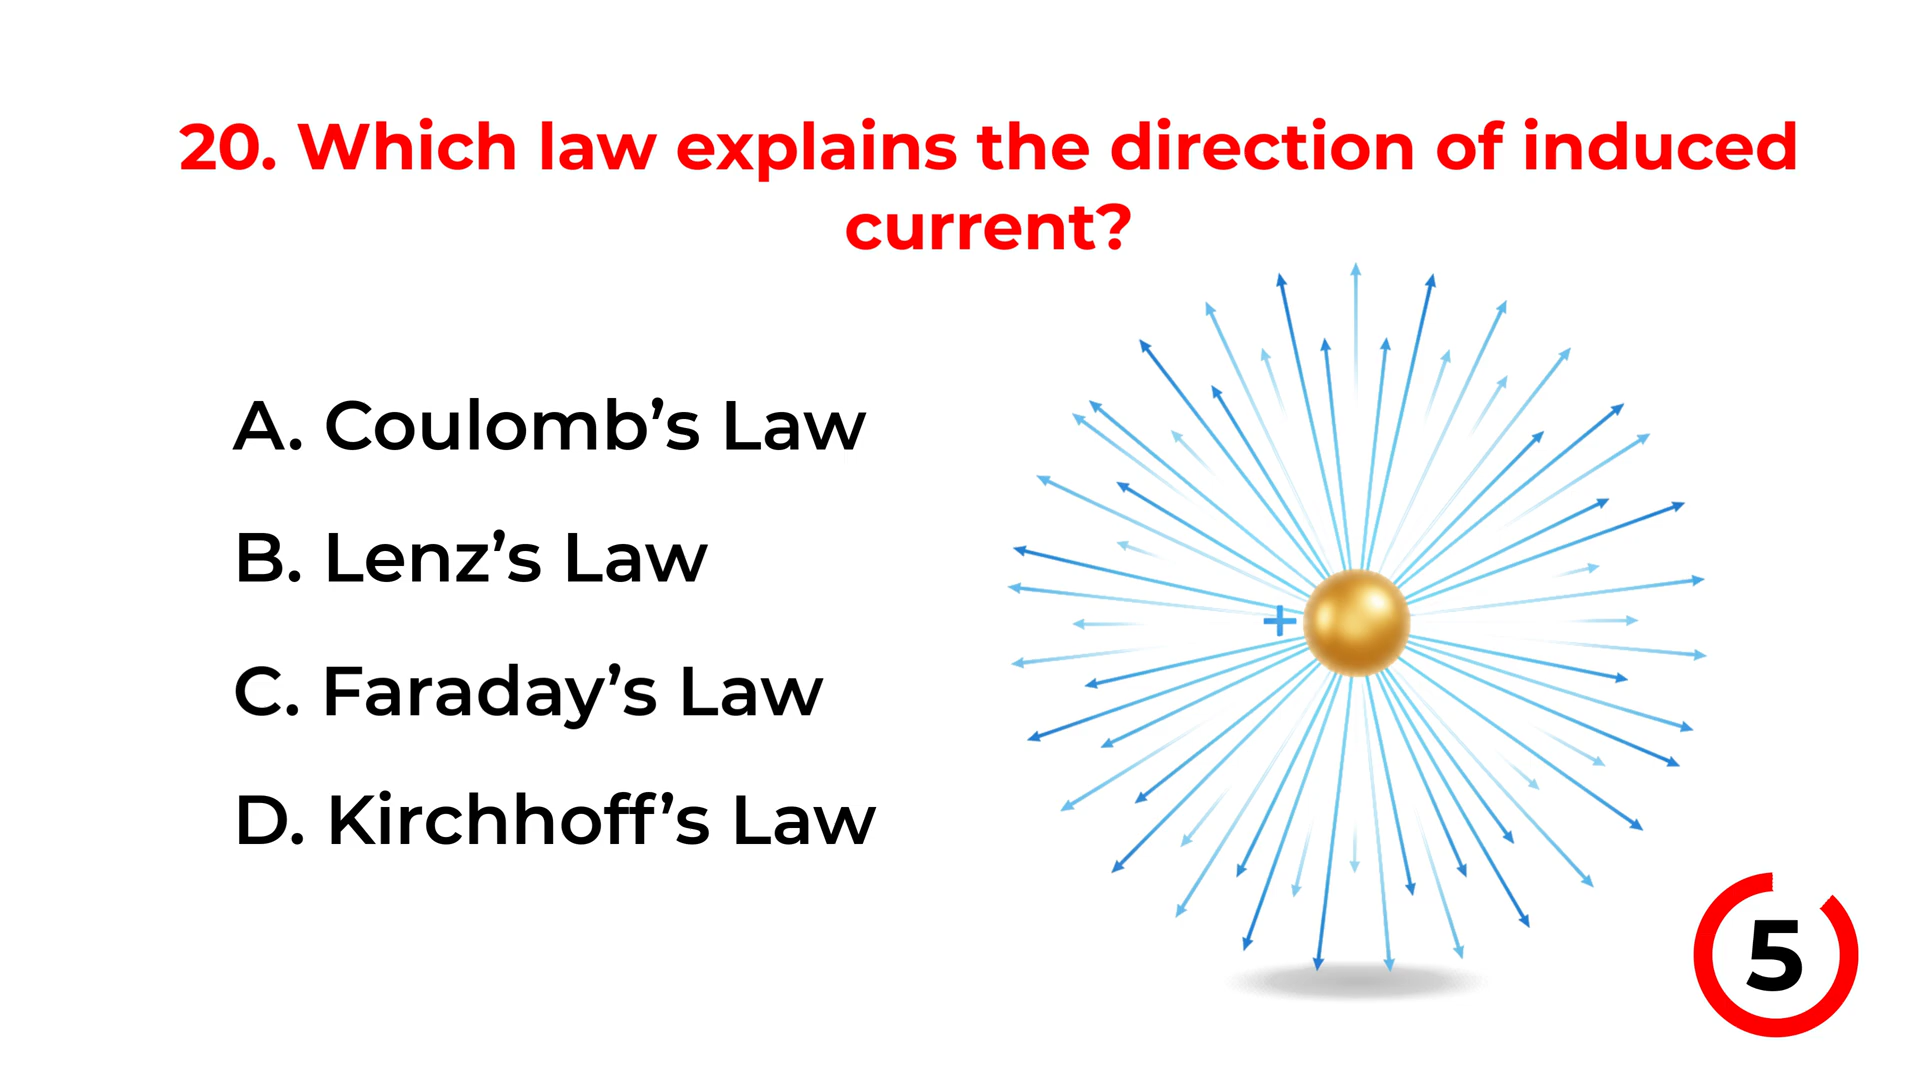 20. Which law explains the direction of induced
current?
A. Coulomb’s Law
B. Lenz’s Law
C. Faraday’s Law
D. Kirchhoff’s Law
+
5